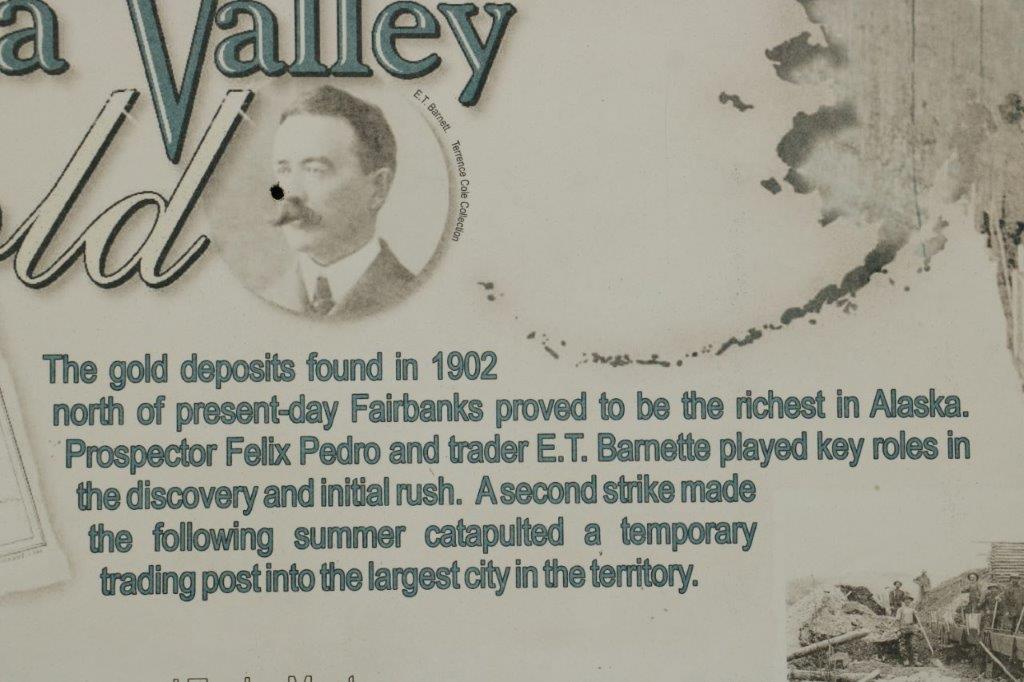 a Valley
ld
E.T. Barnett. Terrence Cole Collection
The gold deposits found in 1902
north of present-day Fairbanks proved to be the richest in Alaska.
Prospector Felix Pedro and trader E.T. Barnette played key roles in
the discovery and initial rush. A second strike made
the following summer catapulted a temporary
trading post into the largest city in the territory.